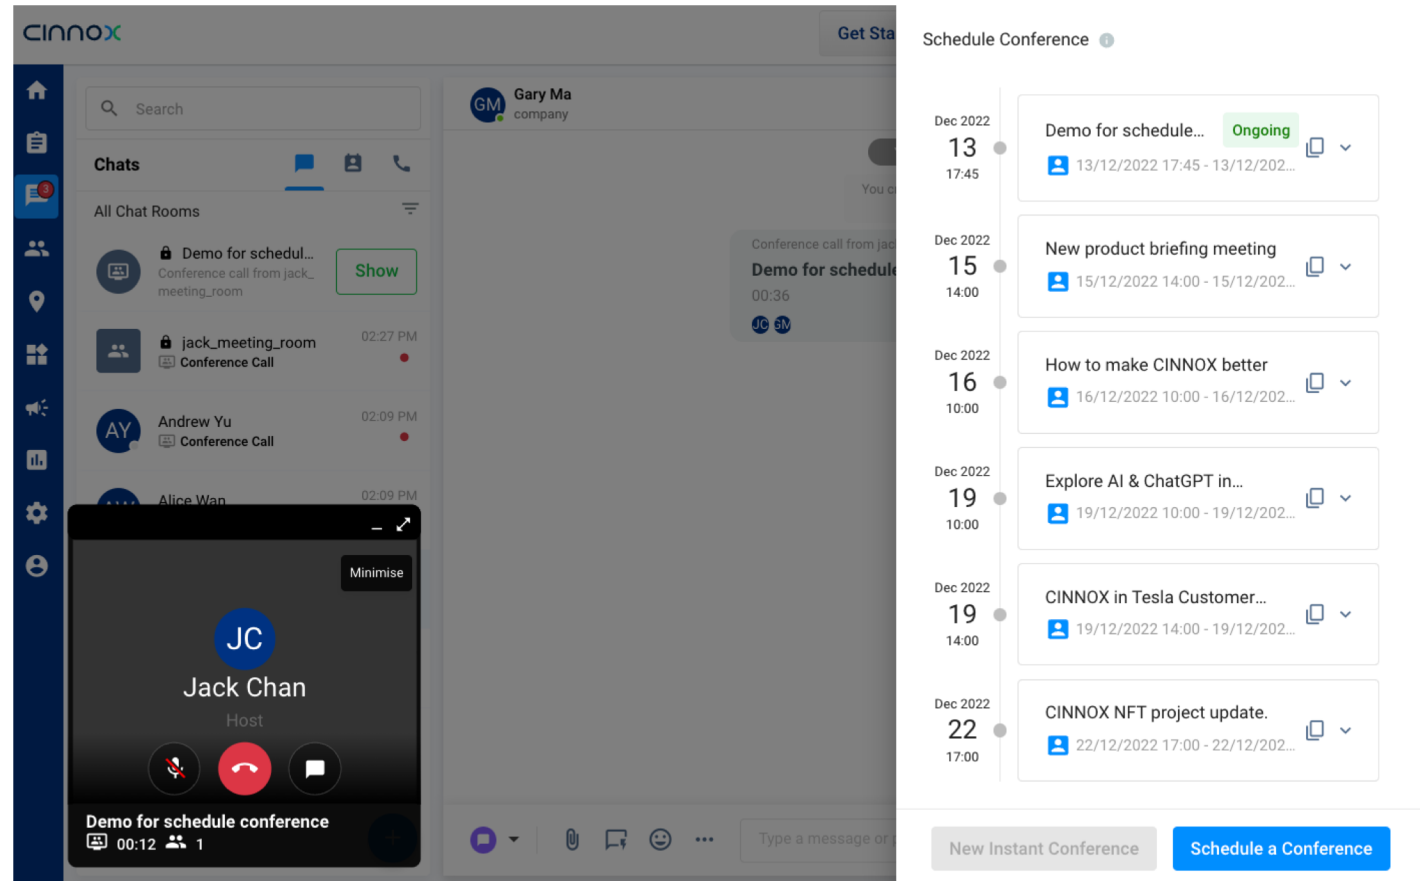 CINNOX
Get Sta
Search
Chats
3
All Chat Rooms
Demo for schedul...
Conference call from jack_
meeting_room
Show
jack_meeting_room
02:27 PM
Conference Call
AY
Andrew Yu
02:09 PM
Conference Call
Alice Wan
02:09 PM
Minimise
JC
Jack Chan
Host
Demo for schedule conference
00:12
1
GM
Gary Ma
company
You c
Conference call from jac
Demo for schedule
00:36
JC GM
Type a message or p
Schedule Conference
Dec 2022
13
17:45
Demo for schedule...
Ongoing
13/12/2022 17:45 - 13/12/202...
Dec 2022
15
14:00
New product briefing meeting
15/12/2022 14:00 - 15/12/202...
Dec 2022
16
10:00
How to make CINNOX better
16/12/2022 10:00 - 16/12/202...
Dec 2022
19
10:00
Explore AI & ChatGPT in...
19/12/2022 10:00 - 19/12/202...
Dec 2022
19
14:00
CINNOX in Tesla Customer...
19/12/2022 14:00 - 19/12/202...
Dec 2022
22
17:00
CINNOX NFT project update.
22/12/2022 17:00 - 22/12/202...
New Instant Conference
Schedule a Conference